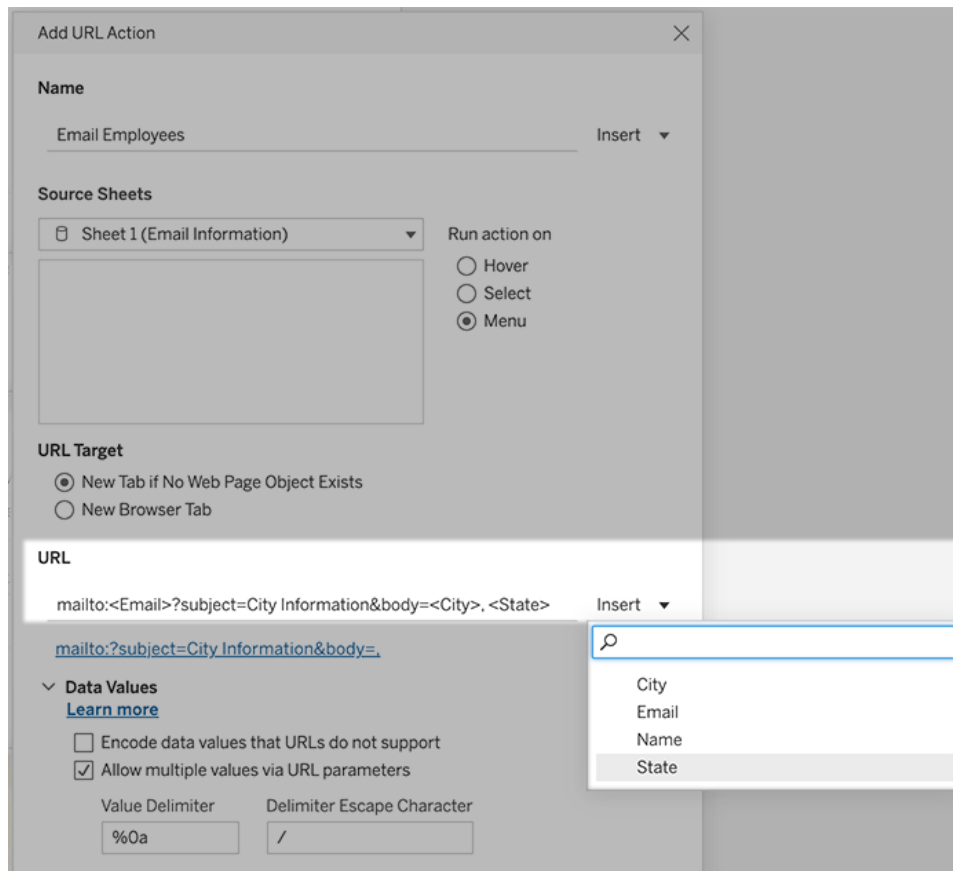 Add URL Action
Name
Email Employees
Insert
Source Sheets
Sheet 1 (Email Information)
Run action on
Hover
Select
Menu
URL Target
New Tab if No Web Page Object Exists
New Browser Tab
URL
mailto:<Email>?subject=City Information&body=<City>, <State>
Insert
mailto:?subject=City Information&body=,
City
Email
Name
State
Data Values
Learn more
Encode data values that URLs do not support
Allow multiple values via URL parameters
Value Delimiter
Delimiter Escape Character
%0a
/